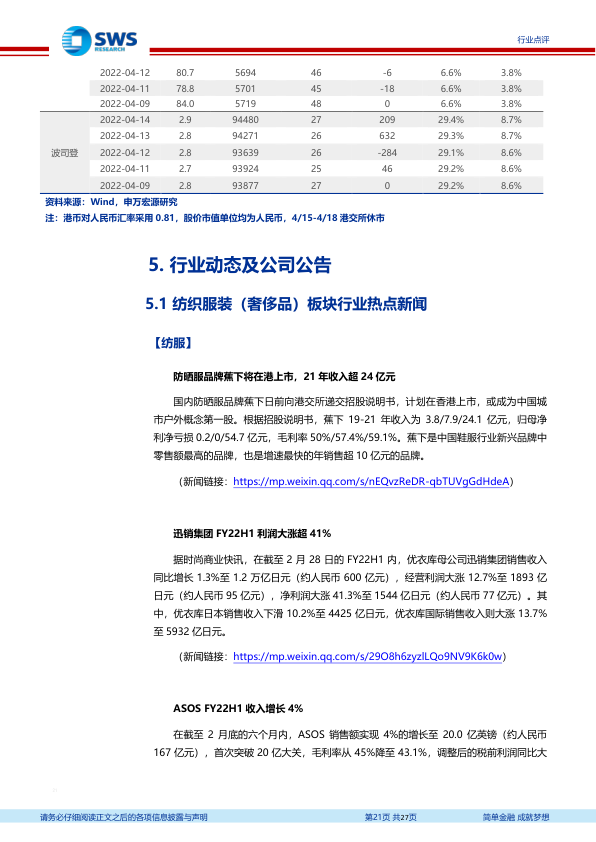 SWS
RESEARCH
行业点评
2022-04-12 80.7 5694 46 -6 6.6% 3.8%
2022-04-11 78.8 5701 45 -18 6.6% 3.8%
2022-04-09 84.0 5719 48 0 6.6% 3.8%
2022-04-14 2.9 94480 27 209 29.4% 8.7%
2022-04-13 2.8 94271 26 632 29.3% 8.7%
波司登 2022-04-12 2.8 93639 26 -284 29.1% 8.6%
2022-04-11 2.7 93924 25 46 29.2% 8.6%
2022-04-09 2.8 93877 27 0 29.2% 8.6%
资料来源：Wind，申万宏源研究
注：港币对人民币汇率采用 0.81，股价市值单位均为人民币，4/15-4/18 港交所休市
5. 行业动态及公司公告
5.1 纺织服装（奢侈品）板块行业热点新闻
【纺服】
防晒服品牌蕉下将在港上市，21 年收入超 24 亿元
国内防晒服品牌蕉下日前向港交所递交招股说明书，计划在香港上市，或成为中国城
市户外概念第一股。根据招股说明书，蕉下 19-21 年收入为 3.8/7.9/24.1 亿元，归母净
利净亏损 0.2/0/54.7 亿元，毛利率 50%/57.4%/59.1%。蕉下是中国鞋服行业新兴品牌中
零售额最高的品牌，也是增速最快的年销售超 10 亿元的品牌。
（新闻链接：https://mp.weixin.qq.com/s/nEQvzReDR-qbTUVgGdHdeA）
迅销集团 FY22H1 利润大涨超 41%
据时尚商业快讯，在截至 2 月 28 日的 FY22H1 内，优衣库母公司迅销集团销售收入
同比增长 1.3%至 1.2 万亿日元（约人民币 600 亿元），经营利润大涨 12.7%至 1893 亿
日元（约人民币 95 亿元），净利润大涨 41.3%至 1544 亿日元（约人民币 77 亿元）。其
中，优衣库日本销售收入下滑 10.2%至 4425 亿日元，优衣库国际销售收入则大涨 13.7%
至 5932 亿日元。
（新闻链接：https://mp.weixin.qq.com/s/29O8h6zyzlLQo9NV9K6k0w）
ASOS FY22H1 收入增长 4%
在截至 2 月底的六个月内，ASOS 销售额实现 4%的增长至 20.0 亿英镑（约人民币
167 亿元），首次突破 20 亿大关，毛利率从 45%降至 43.1%，调整后的税前利润同比大
请务必仔细阅读正文之后的各项信息披露与声明 第21页 共27页 简单金融 成就梦想